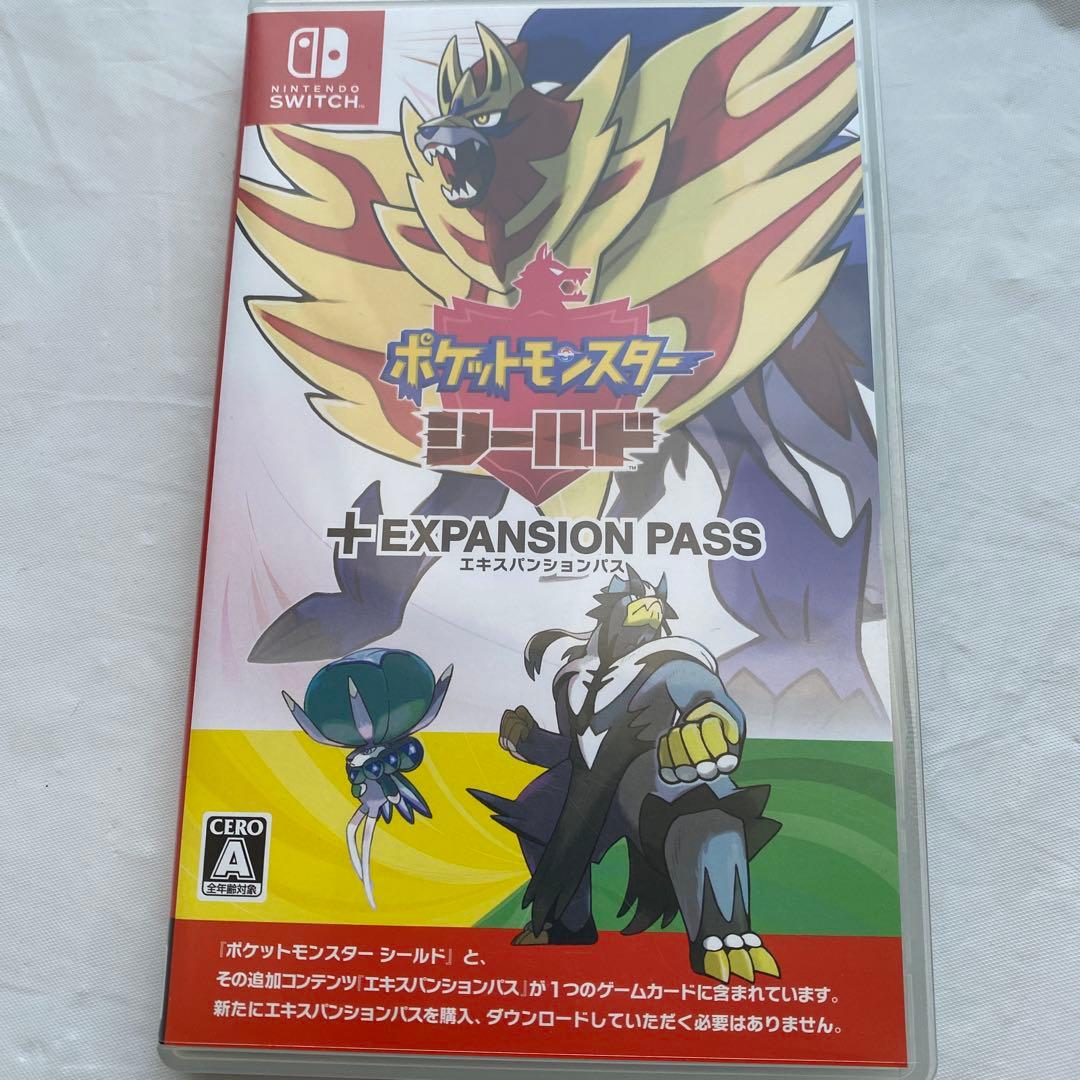 NINTENDO
SWITCH™
ポケットモンスター
シールド™
+EXPANSION PASS
エキスパンションパス
CERO
A
全年齢対象
『ポケットモンスター シールド』と、
その追加コンテンツ『エキスパンションパス』が1つのゲームカードに含まれています。
新たにエキスパンションパスを購入、ダウンロードしていただく必要はありません。